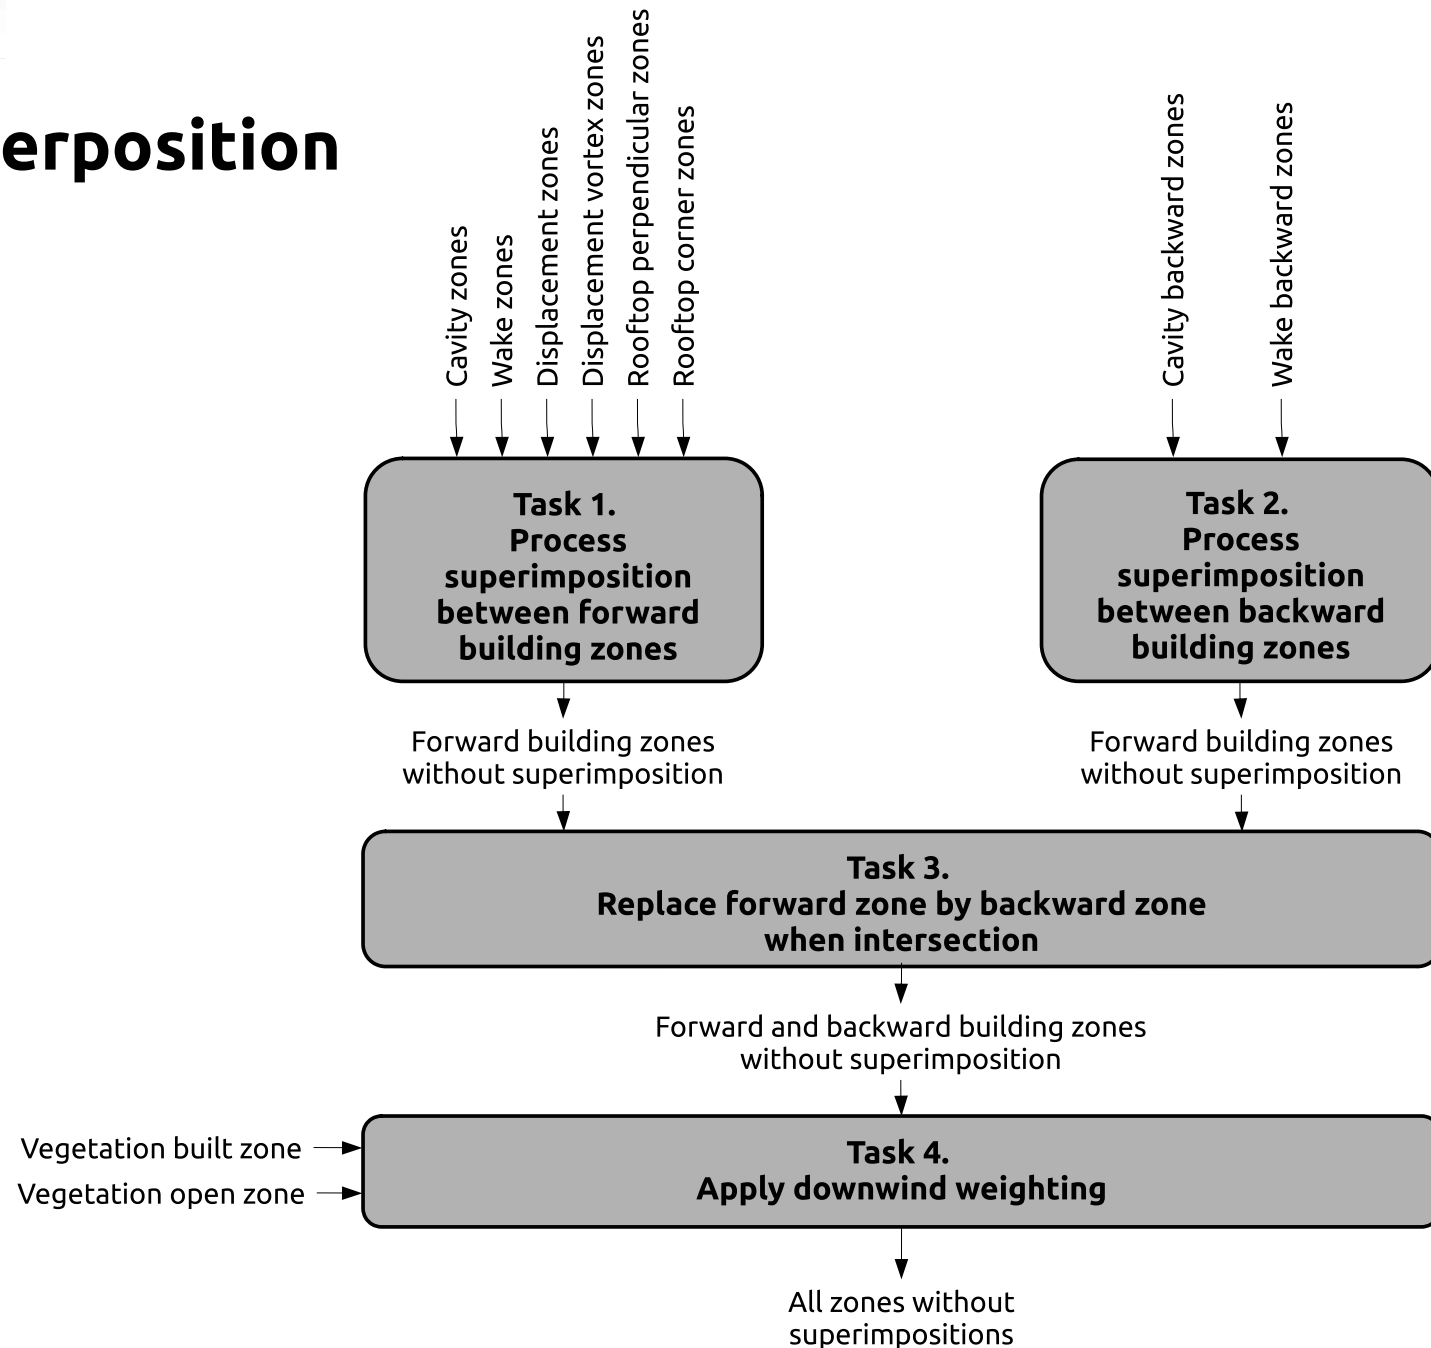 erposition
Cavity zones
Wake zones
Displacement zones
Displacement vortex zones
Rooftop perpendicular zones
Rooftop corner zones
Cavity backward zones
Wake backward zones
Task 1.
Process
superimposition
between forward
building zones
Task 2.
Process
superimposition
between backward
building zones
Forward building zones
without superimposition
Forward building zones
without superimposition
Task 3.
Replace forward zone by backward zone
when intersection
Forward and backward building zones
without superimposition
Vegetation built zone
Vegetation open zone
Task 4.
Apply downwind weighting
All zones without
superimpositions